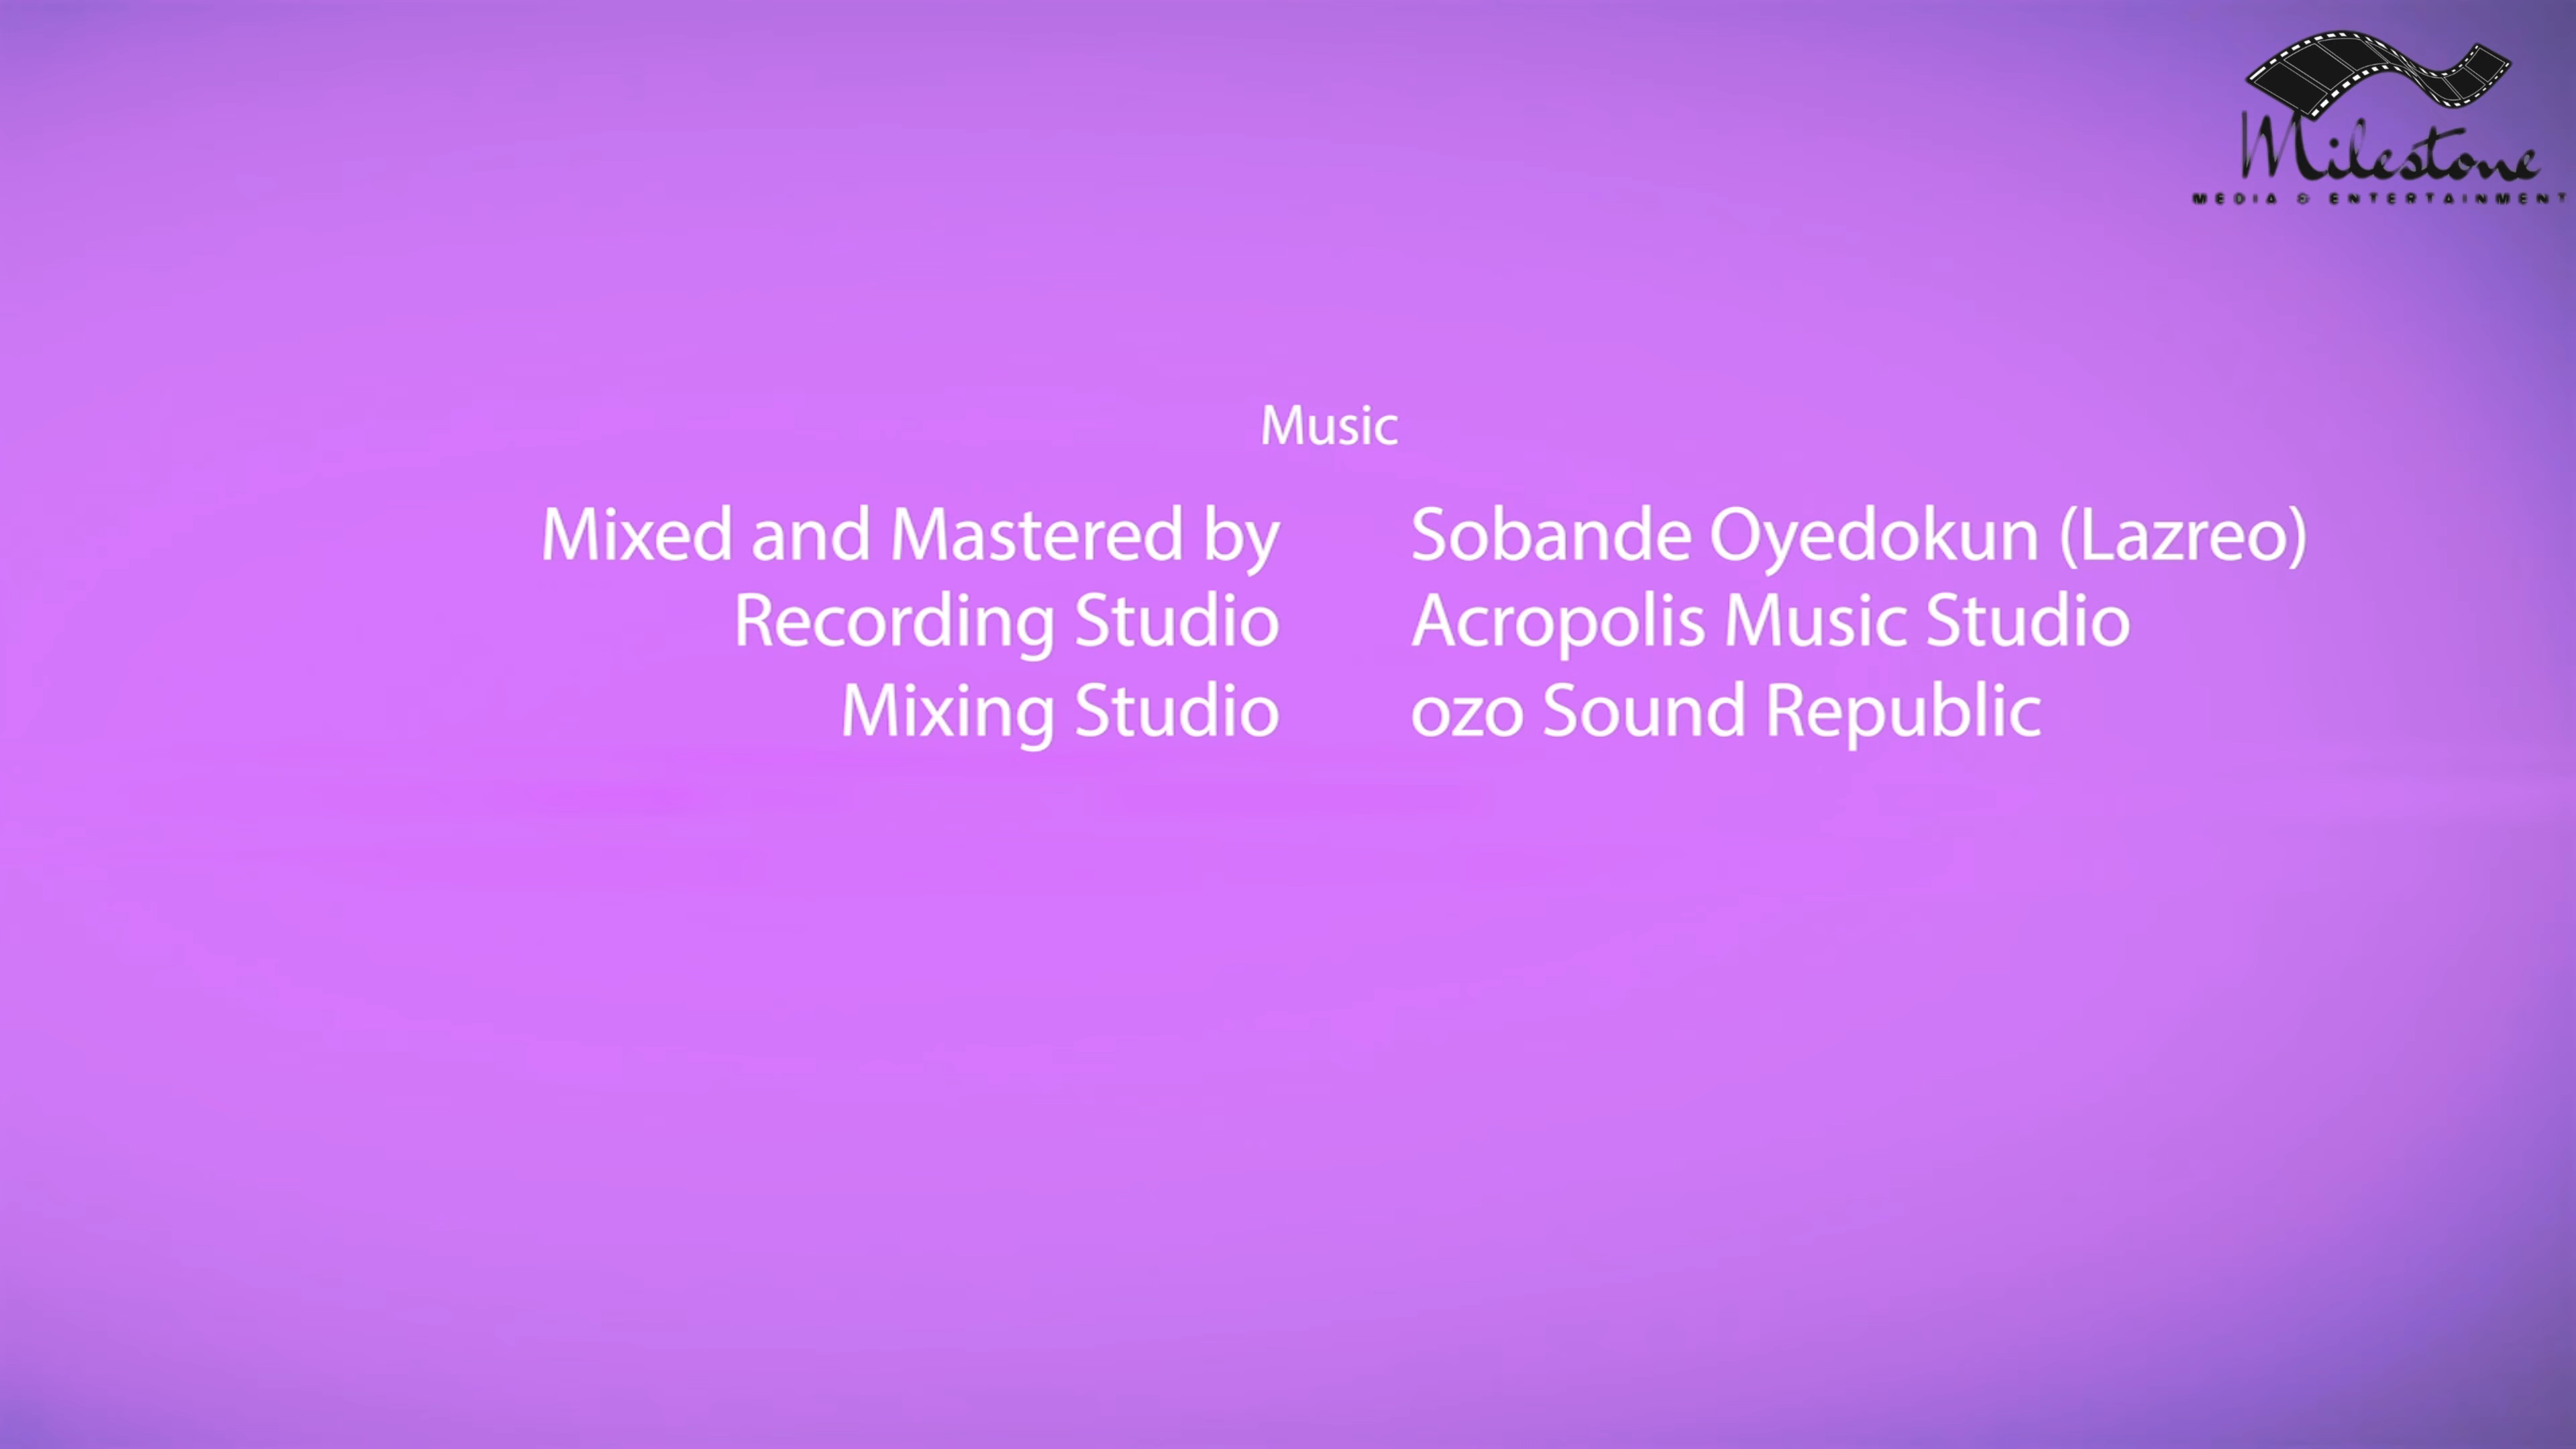 Milestone
MEDIA & ENTERTAINMENT
Music
Mixed and Mastered by Sobande Oyedokun (Lazreo)
Recording Studio Acropolis Music Studio
Mixing Studio ozo Sound Republic